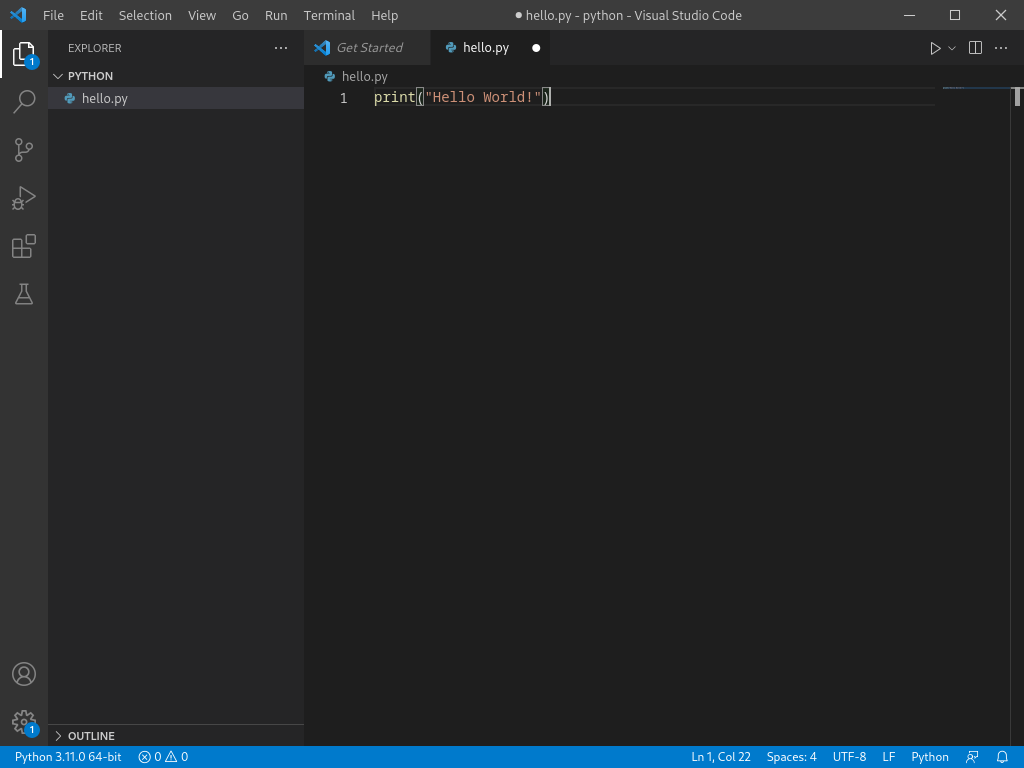 File Edit Selection View Go Run Terminal Help ● hello.py - python - Visual Studio Code
EXPLORER
PYTHON
hello.py
Get Started hello.py
hello.py
1 print("Hello World!")
1
1
OUTLINE
Python 3.11.0 64-bit 0 0 Ln 1, Col 22 Spaces: 4 UTF-8 LF Python